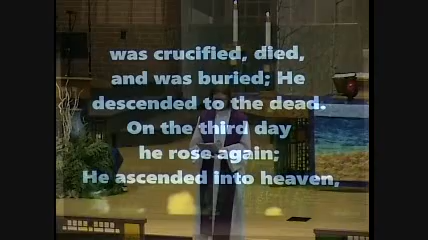 was crucified, died,
and was buried; He
descended to the dead.
On the third day
he rose again;
He ascended into heaven,